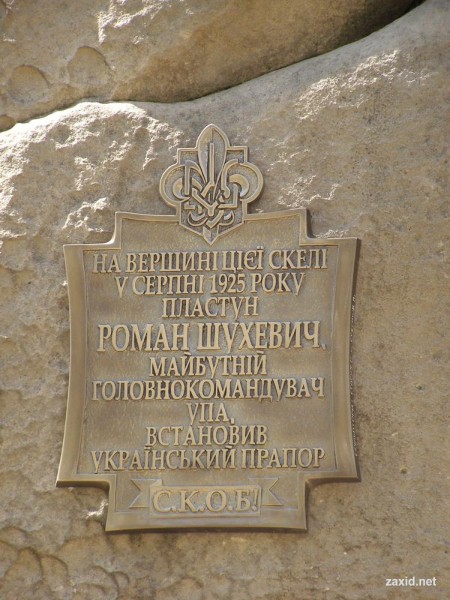 НА ВЕРШИНІ ЦІЄЇ СКЕЛІ
У СЕРПНІ 1925 РОКУ
ПЛАСТУН
РОМАН ШУХЕВИЧ,
МАЙБУТНІЙ
ГОЛОВНОКОМАНДУВАЧ
УПА,
ВСТАНОВИВ
УКРАЇНСЬКИЙ ПРАПОР
С.К.О.Б!
zaxid.net